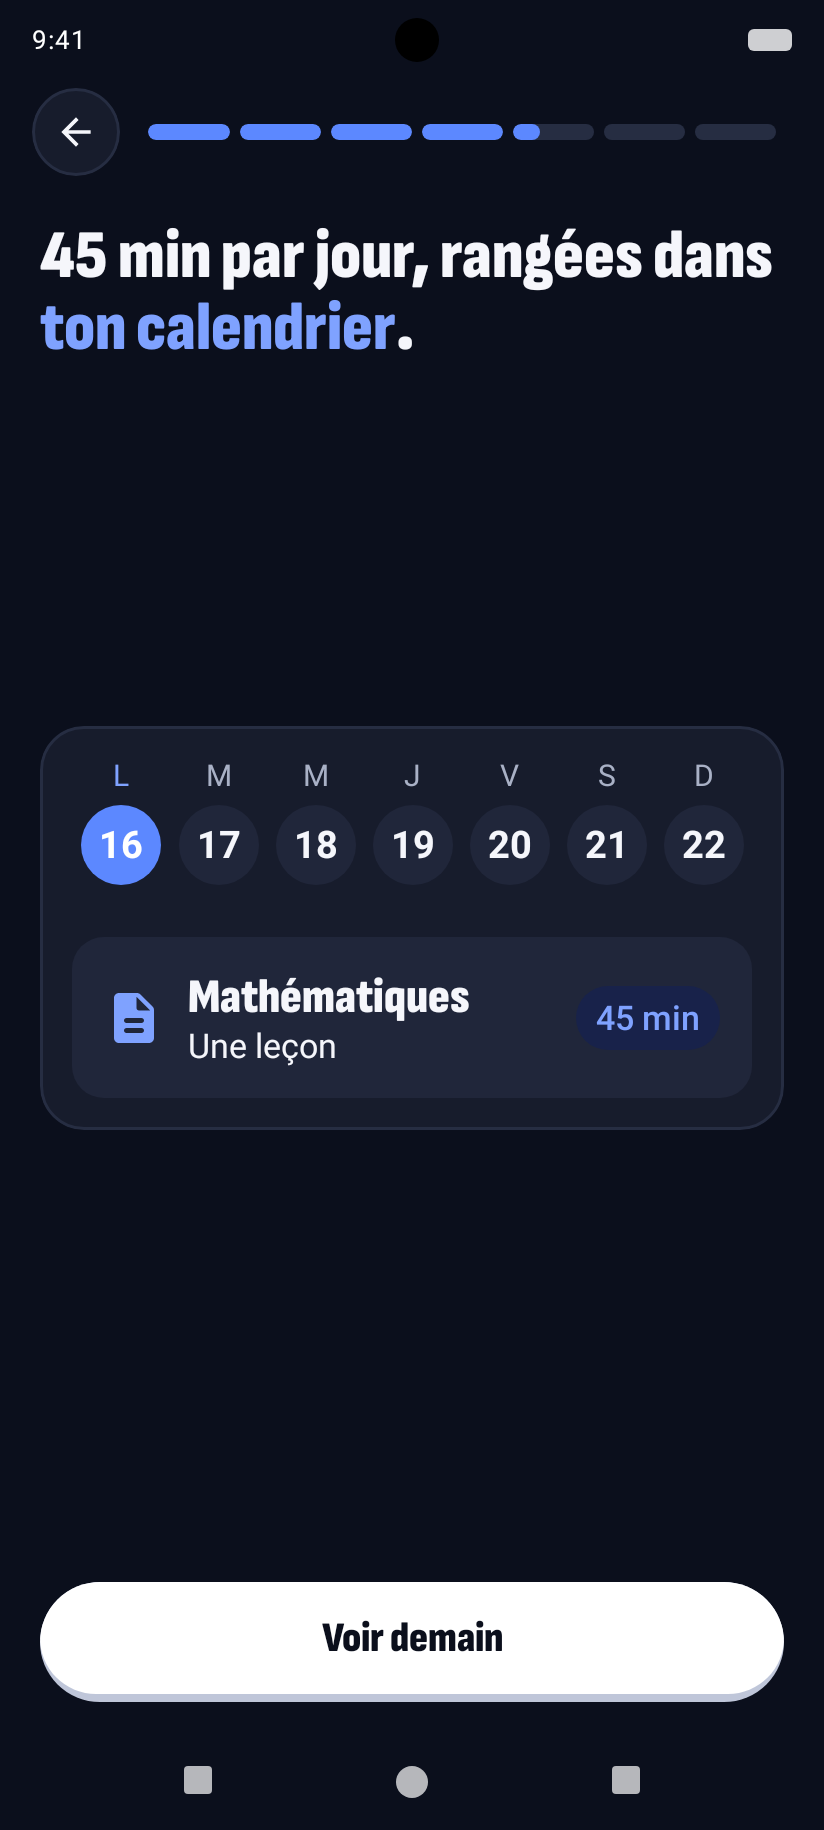 9:41
45 min par jour, rangées dans
ton calendrier.
L M M J V S D
16 17 18 19 20 21 22
Mathématiques
Une leçon
45 min
Voir demain